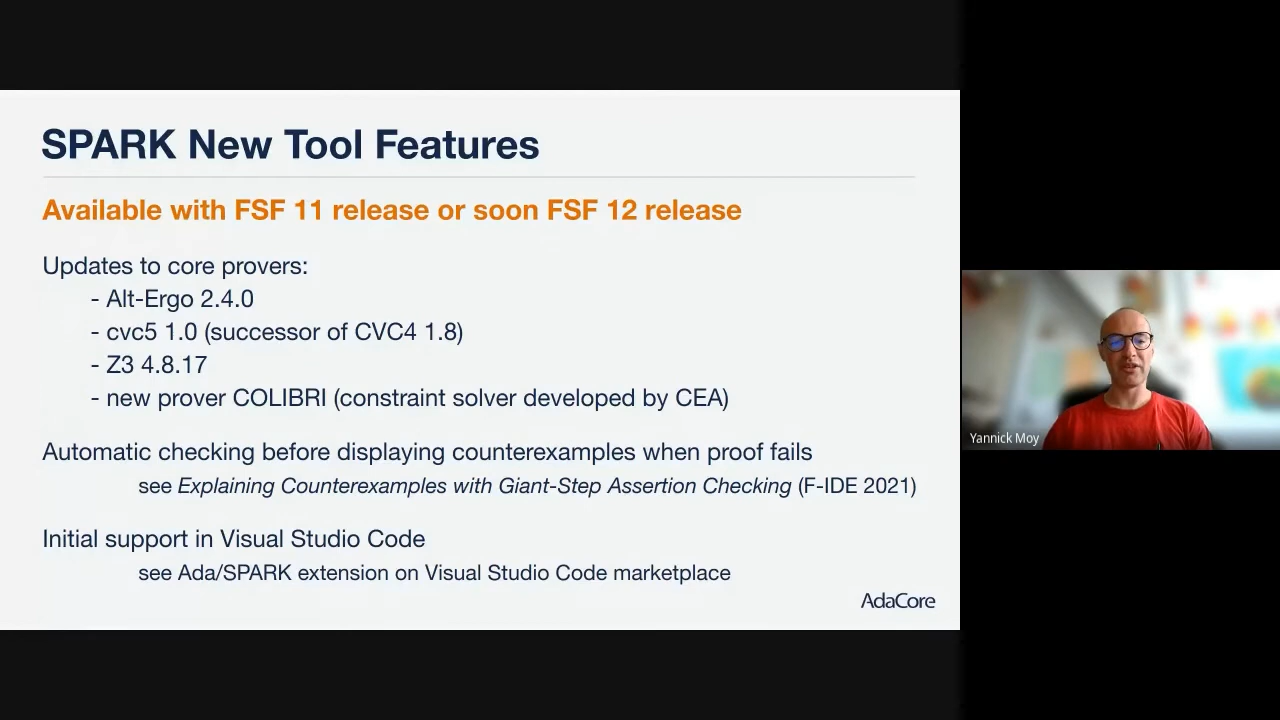 SPARK New Tool Features
Available with FSF 11 release or soon FSF 12 release
Updates to core provers:
- Alt-Ergo 2.4.0
- cvc5 1.0 (successor of CVC4 1.8)
- Z3 4.8.17
- new prover COLIBRI (constraint solver developed by CEA)
Automatic checking before displaying counterexamples when proof fails
see Explaining Counterexamples with Giant-Step Assertion Checking (F-IDE 2021)
Initial support in Visual Studio Code
see Ada/SPARK extension on Visual Studio Code marketplace
AdaCore
Yannick Moy